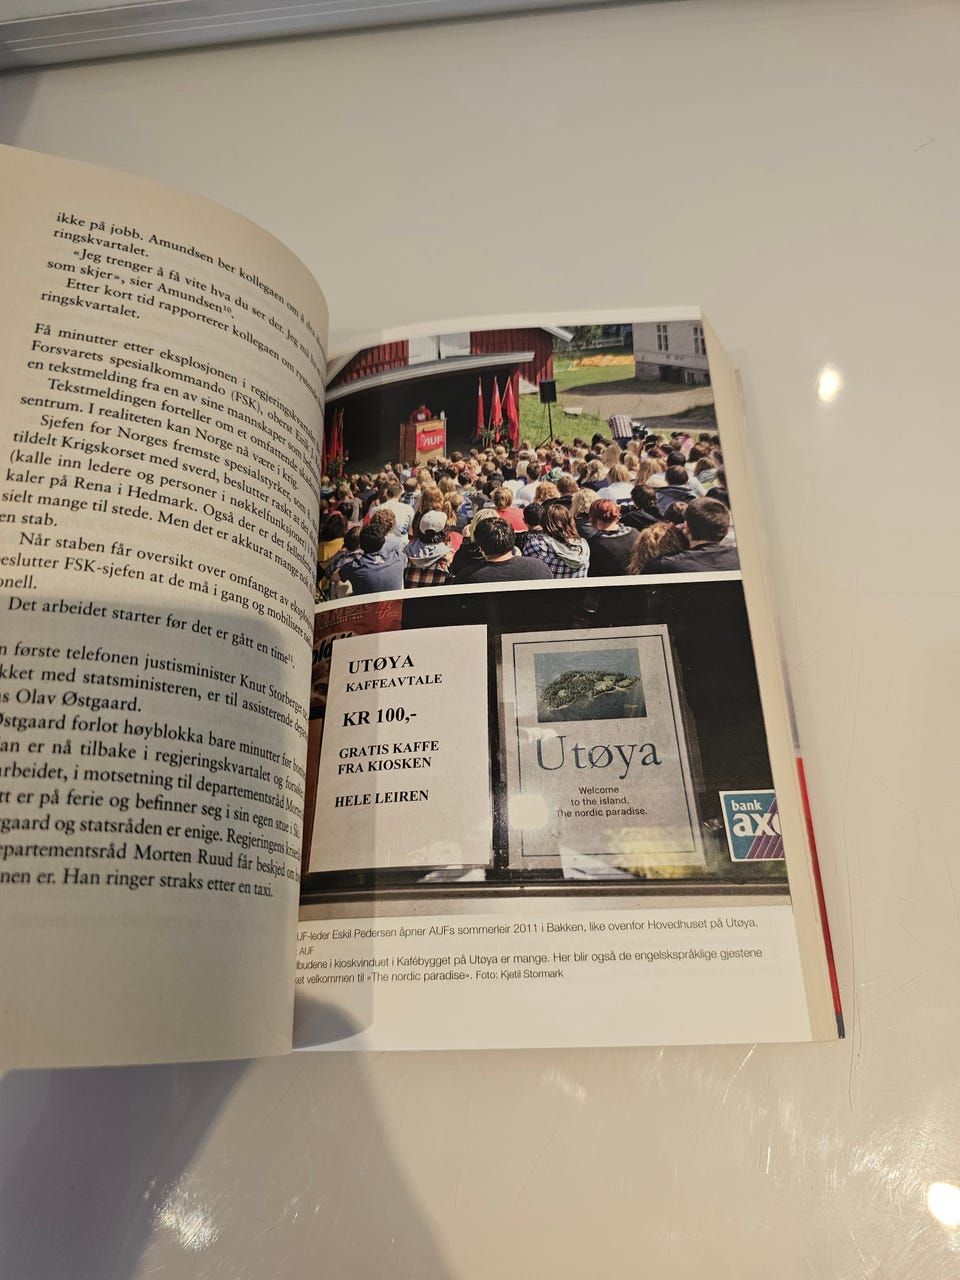 ikke på jobb. Amundsen ber kollegaen om å
ringskvartalet.
«Jeg trenger å få vite hva du ser der. Jeg må
som skjer», sier Amundsen¹⁰.
Etter kort tid rapporterer kollegaen om
ringskvartalet.
Få minutter etter eksplosjonen i
Forsvarets spesialkommando (FSK), oberst Eirik
en tekstmelding fra en av sine mannskaper som
Tekstmeldingen forteller om et omfattende
sentrum. I realiteten kan Norge nå være i krig.
Sjefen for Norges fremste spesialstyrker, som
tildelt Krigskorset med sverd, beslutter raskt at
(kalle inn ledere og personer i nøkkelfunksjoner) i
kaler på Rena i Hedmark. Også der er det
sielt mange til stede. Men det er akkurat mange nok
en stab.
Når staben får oversikt over omfanget av
beslutter FSK-sjefen at de må i gang og mobilisere
onell.
Det arbeidet starter før det er gått en time¹¹.
n første telefonen justisminister Knut Storberget
kket med statsministeren, er til assisterende
s Olav Østgaard.
Østgaard forlot høyblokka bare minutter før
an er nå tilbake i regjeringskvartalet og
arbeidet, i motsetning til departementsråd
tt er på ferie og befinner seg i sin egen stue i
gaard og statsråden er enige. Regjeringens
epartementsråd Morten Ruud får beskjed om
nen er. Han ringer straks etter en taxi.
AUF
UTØYA
KAFFEAVTALE
KR 100,-
GRATIS KAFFE
FRA KIOSKEN
HELE LEIREN
Utøya
Welcome
to the island.
The nordic paradise.
bank
ax
UF-leder Eskil Pedersen åpner AUFs sommerleir 2011 i Bakken, like ovenfor Hovedhuset på Utøya.
: AUF
lbudene i kioskvinduet i Kafébygget på Utøya er mange. Her blir også de engelskspråklige gjestene
ket velkommen til «The nordic paradise». Foto: Kjetil Stormark